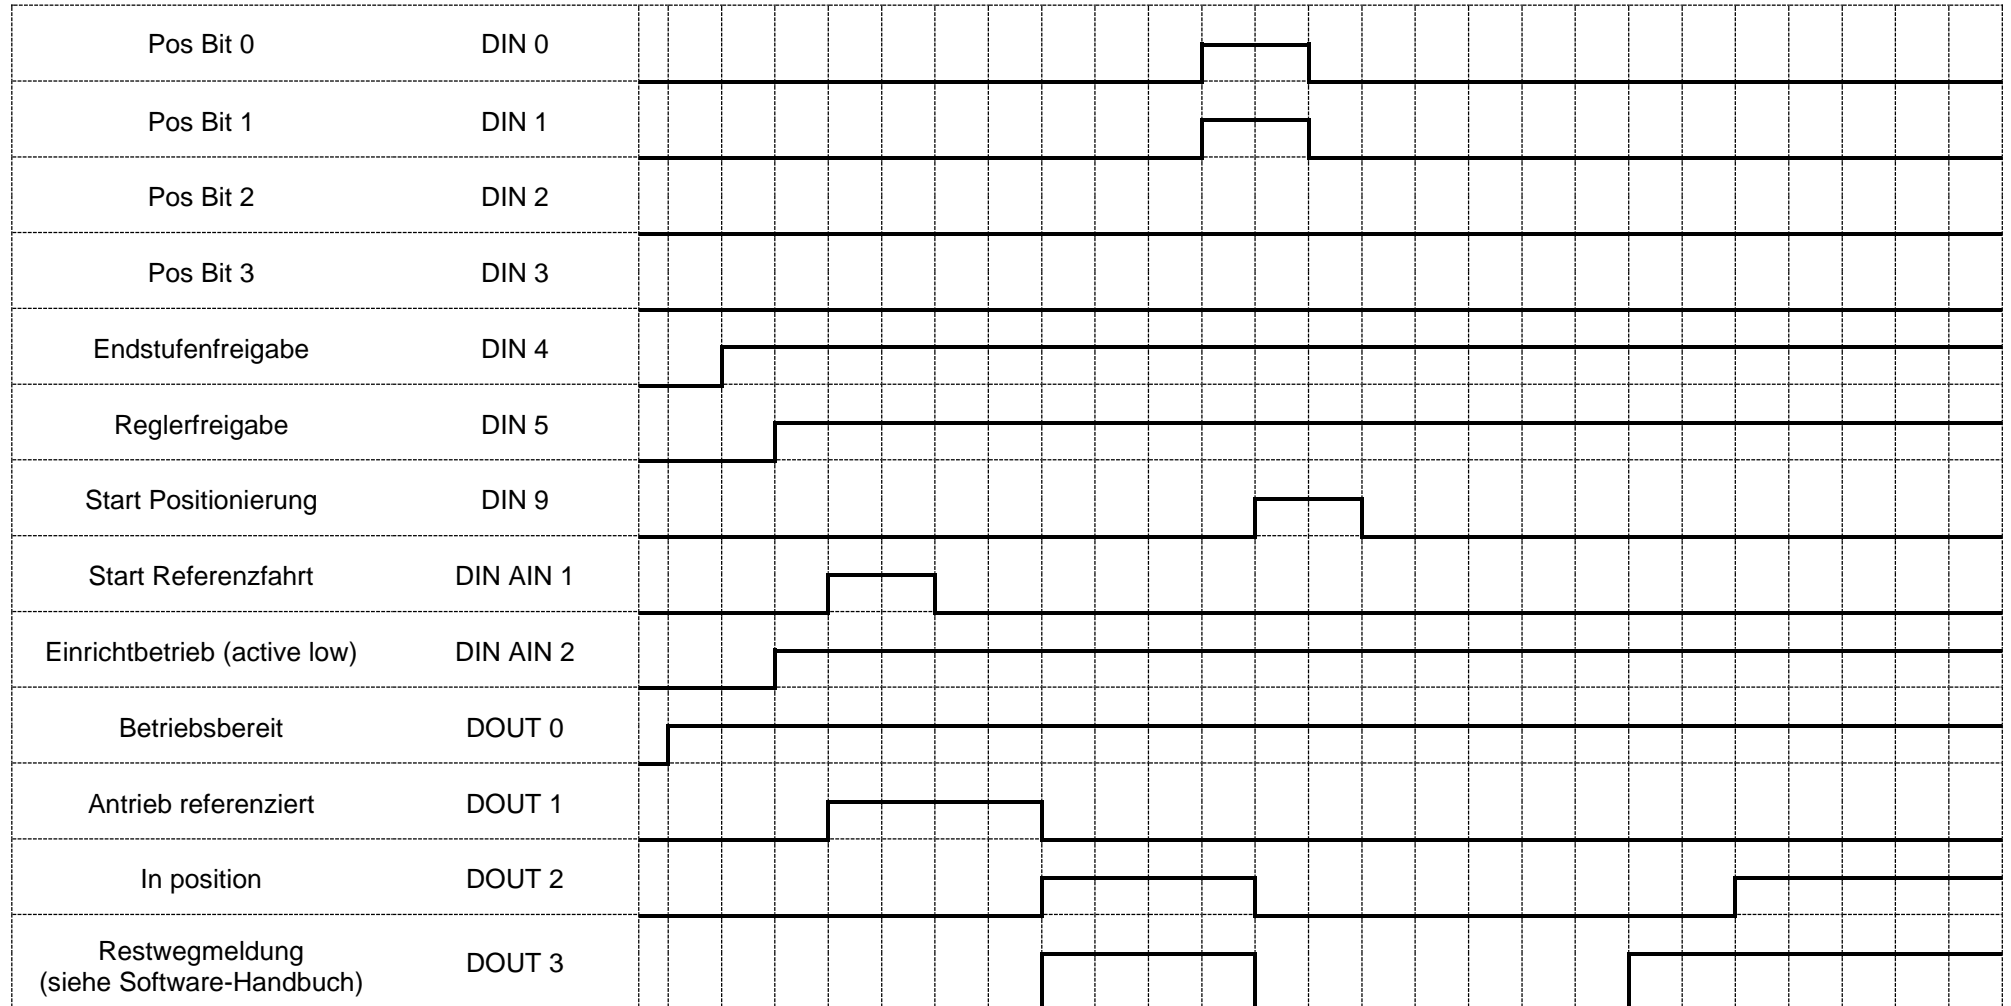 Pos Bit 0 DIN 0
Pos Bit 1 DIN 1
Pos Bit 2 DIN 2
Pos Bit 3 DIN 3
Endstufenfreigabe DIN 4
Reglerfreigabe DIN 5
Start Positionierung DIN 9
Start Referenzfahrt DIN AIN 1
Einrichtbetrieb (active low) DIN AIN 2
Betriebsbereit DOUT 0
Antrieb referenziert DOUT 1
In position DOUT 2
Restwegmeldung
(siehe Software-Handbuch) DOUT 3